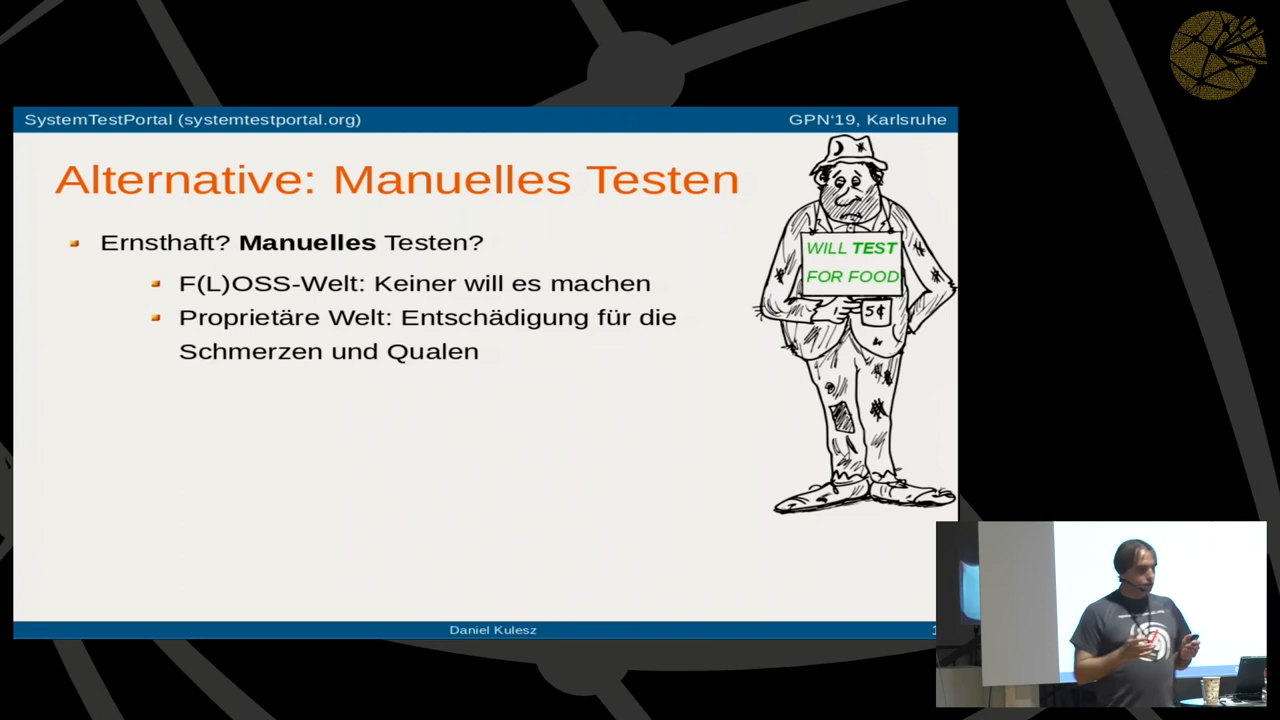 SystemTestPortal (systemtestportal.org)
GPN‘19, Karlsruhe
Alternative: Manuelles Testen
Ernsthaft? Manuelles Testen?
F(L)OSS-Welt: Keiner will es machen
Proprietäre Welt: Entschädigung für die
Schmerzen und Qualen
WILL TEST
FOR FOOD
5¢
Daniel Kulesz